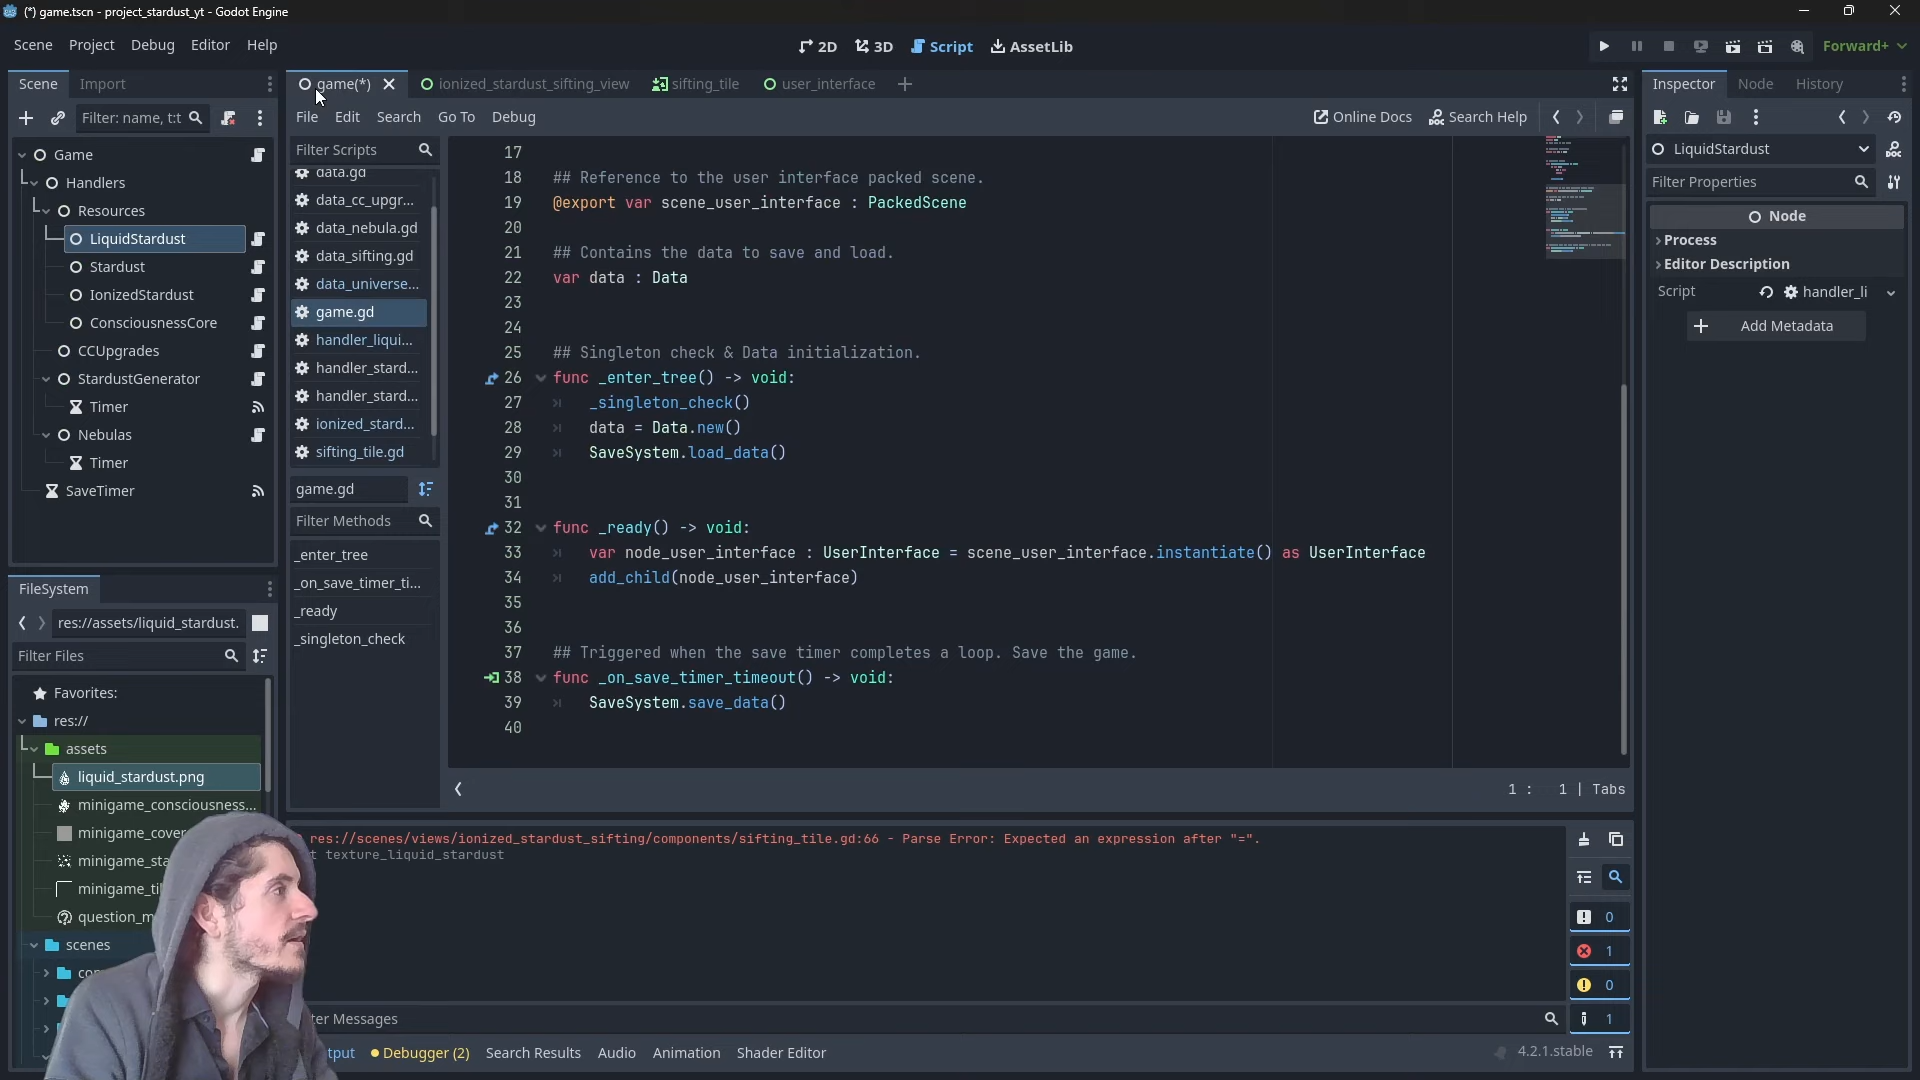 (*) game.tscn - project_stardust_yt - Godot Engine
Scene Project Debug Editor Help
2D 3D Script AssetLib
Forward+
Scene Import
game(*) ionized_stardust_sifting_view sifting_tile user_interface
Inspector Node History
Filter: name, t:t
File Edit Search Go To Debug
Online Docs Search Help
Filter Scripts
LiquidStardust
Filter Properties
Node
Process
Editor Description
Script handler_li
Add Metadata
Game
Handlers
Resources
LiquidStardust
Stardust
IonizedStardust
ConsciousnessCore
CCUpgrades
StardustGenerator
Timer
Nebulas
Timer
SaveTimer
data.gd
data_cc_upgr...
data_nebula.gd
data_sifting.gd
data_universe...
game.gd
handler_liqui...
handler_stard...
handler_stard...
ionized_stard...
sifting_tile.gd
game.gd
Filter Methods
_enter_tree
_on_save_timer_ti...
_ready
_singleton_check
17
18 ## Reference to the user interface packed scene.
19 @export var scene_user_interface : PackedScene
20
21 ## Contains the data to save and load.
22 var data : Data
23
24
25 ## Singleton check & Data initialization.
26 func _enter_tree() -> void:
27 _singleton_check()
28 data = Data.new()
29 SaveSystem.load_data()
30
31
32 func _ready() -> void:
33 var node_user_interface : UserInterface = scene_user_interface.instantiate() as UserInterface
34 add_child(node_user_interface)
35
36
37 ## Triggered when the save timer completes a loop. Save the game.
38 func _on_save_timer_timeout() -> void:
39 SaveSystem.save_data()
40
1 : 1 | Tabs
FileSystem
res://assets/liquid_stardust.
Filter Files
Favorites:
res://
assets
liquid_stardust.png
minigame_consciousness...
minigame_cover
minigame_sta
minigame_til
question_m
scenes
co
res://scenes/views/ionized_stardust_sifting/components/sifting_tile.gd:66 - Parse Error: Expected an expression after "=".
t texture_liquid_stardust
0
1
0
1
ter Messages
tput Debugger (2) Search Results Audio Animation Shader Editor
4.2.1.stable